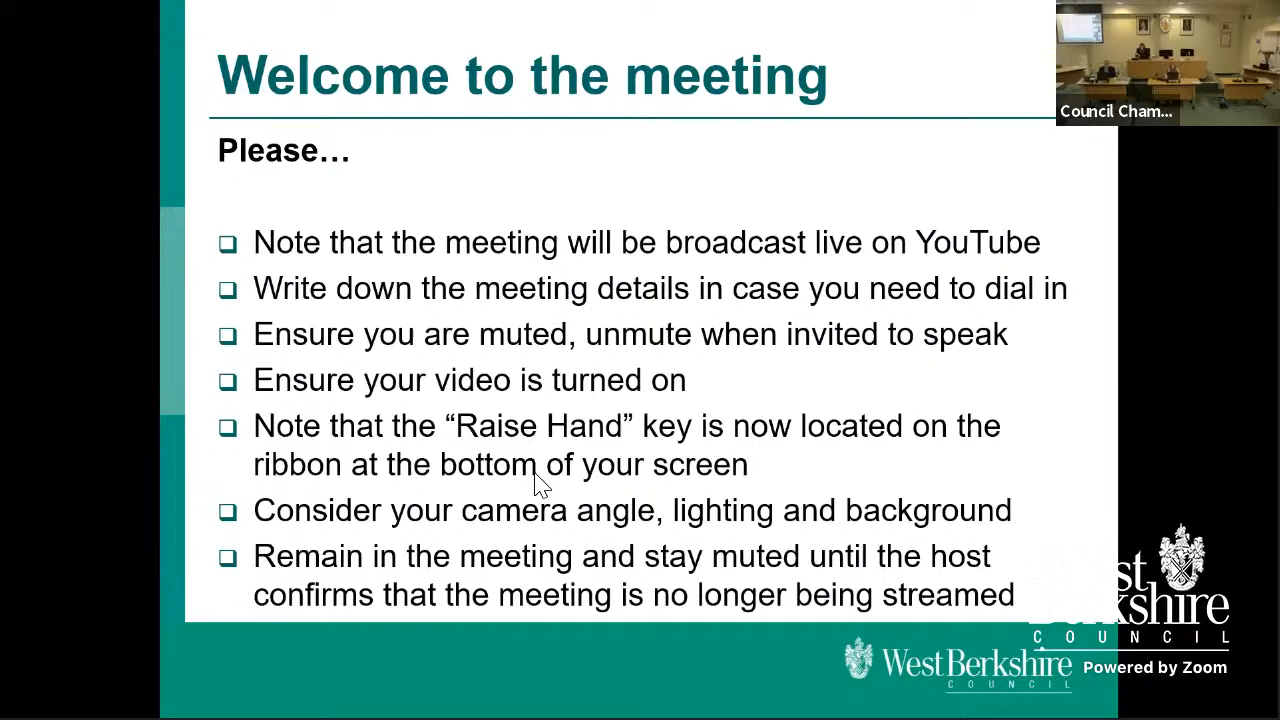 Welcome to the meeting
Council Cham...
Please...
Note that the meeting will be broadcast live on YouTube
Write down the meeting details in case you need to dial in
Ensure you are muted, unmute when invited to speak
Ensure your video is turned on
Note that the “Raise Hand” key is now located on the
ribbon at the bottom of your screen
Consider your camera angle, lighting and background
Remain in the meeting and stay muted until the host
confirms that the meeting is no longer being streamed
West Berkshire
COUNCIL
West
Berkshire
COUNCIL
Powered by Zoom